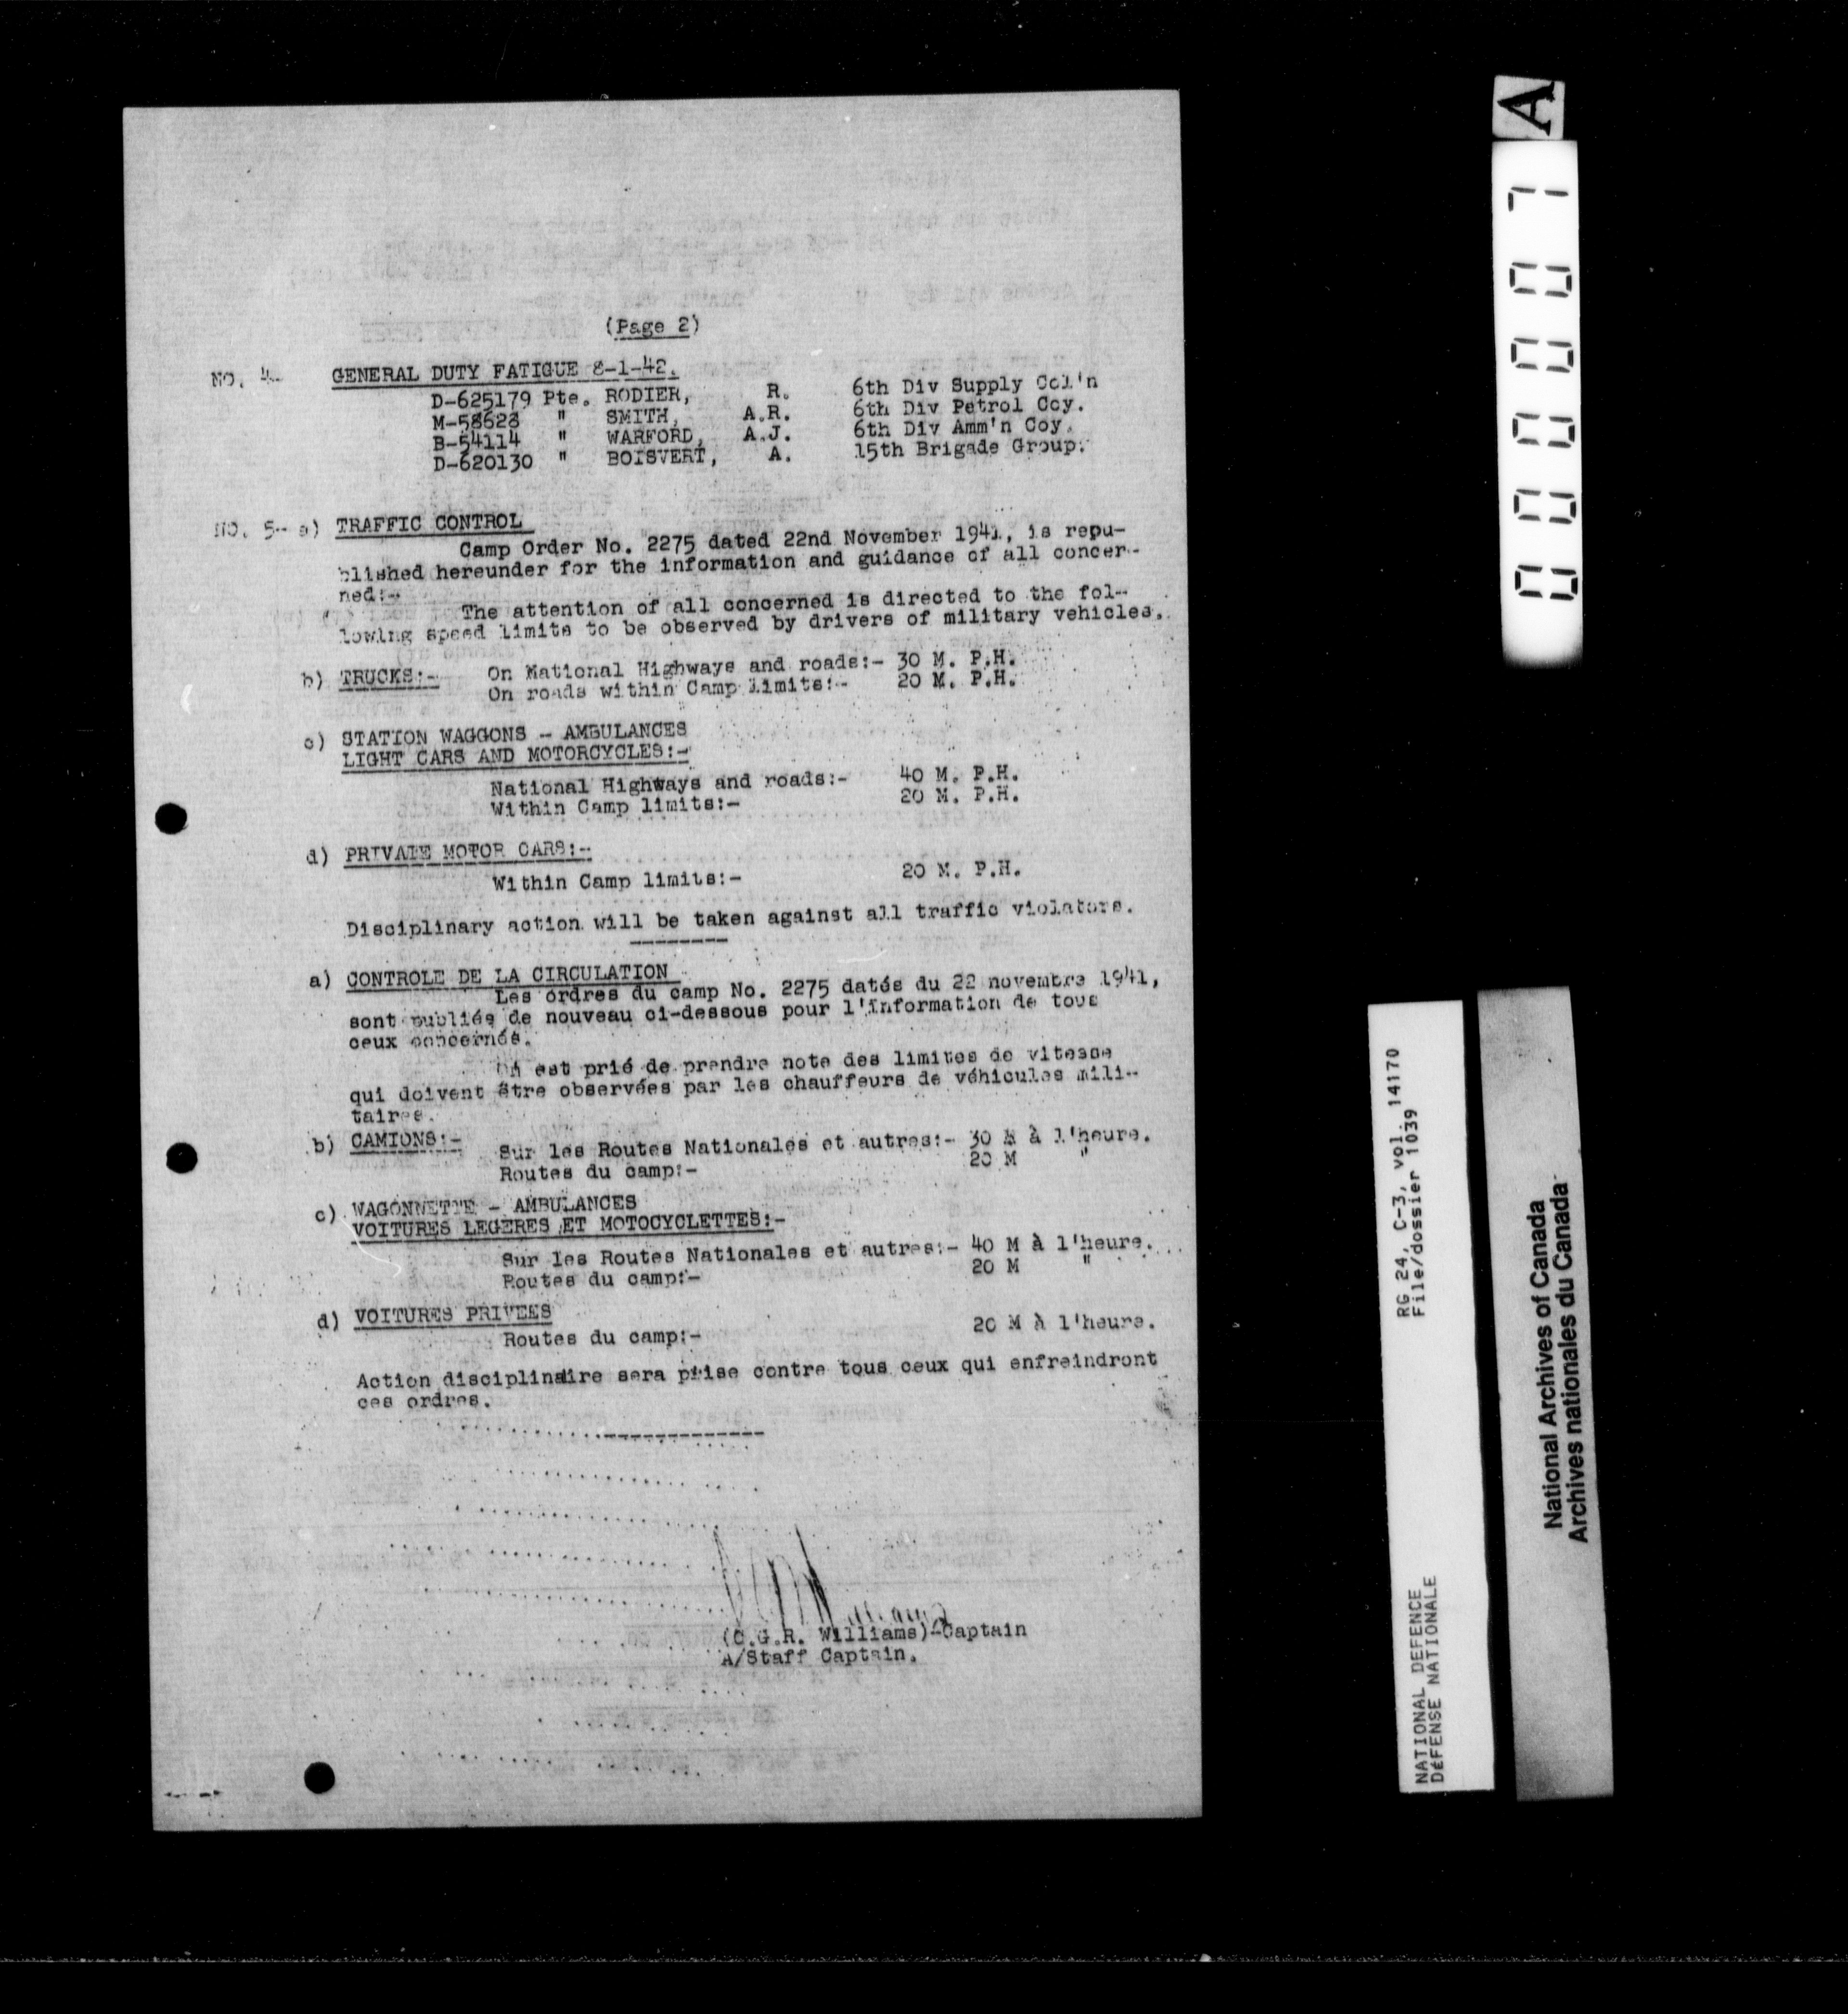 (Page 2)
NO. 4- GENERAL DUTY FATIGUE 8-1-42.
D-625179 Pte. RODIER, R. 6th Div Supply Col'n
M-58628 " SMITH, A.R. 6th Div Petrol Coy.
B-54114 " WARFORD, A.J. 6th Div Amm'n Coy.
D-620130 " BOISVERT, A. 15th Brigade Group.
NO. 5- a) TRAFFIC CONTROL
Camp Order No. 2275 dated 22nd November 1941, is repu-
blished hereunder for the information and guidance of all concer-
ned:-
The attention of all concerned is directed to the fol-
lowing speed limits to be observed by drivers of military vehicles.
b) TRUCKS:- On National Highways and roads:- 30 M. P.H.
On roads within Camp limits:- 20 M. P.H.
c) STATION WAGGONS - AMBULANCES
LIGHT CARS AND MOTORCYCLES:-
National Highways and roads:- 40 M. P.H.
Within Camp limits:- 20 M. P.H.
d) PRIVATE MOTOR CARS:-
Within Camp limits:- 20 M. P.H.
Disciplinary action will be taken against all traffic violators.
--------
a) CONTROLE DE LA CIRCULATION
Les ordres du camp No. 2275 datés du 22 novembre 1941,
sont publiés de nouveau ci-dessous pour l'information de tous
ceux concernés.
On est prié de prendre note des limites de vitesse
qui doivent être observées par les chauffeurs de véhicules mili-
taires.
b) CAMIONS:- Sur les Routes Nationales et autres:- 30 M à l'heure.
Routes du camp:- 20 M "
c) WAGONNETTE - AMBULANCES
VOITURES LEGERES ET MOTOCYCLETTES:-
Sur les Routes Nationales et autres:- 40 M à l'heure.
Routes du camp:- 20 M "
d) VOITURES PRIVEES
Routes du camp:- 20 M à l'heure.
Action disciplinaire sera prise contre tous ceux qui enfreindront
ces ordres.
(C.G.R. Williams)-Captain
A/Staff Captain.
A
0000007
RG 24, C-3, vol. 14170
File/dossier 1039
NATIONAL DEFENCE
DÉFENSE NATIONALE
National Archives of Canada
Archives nationales du Canada